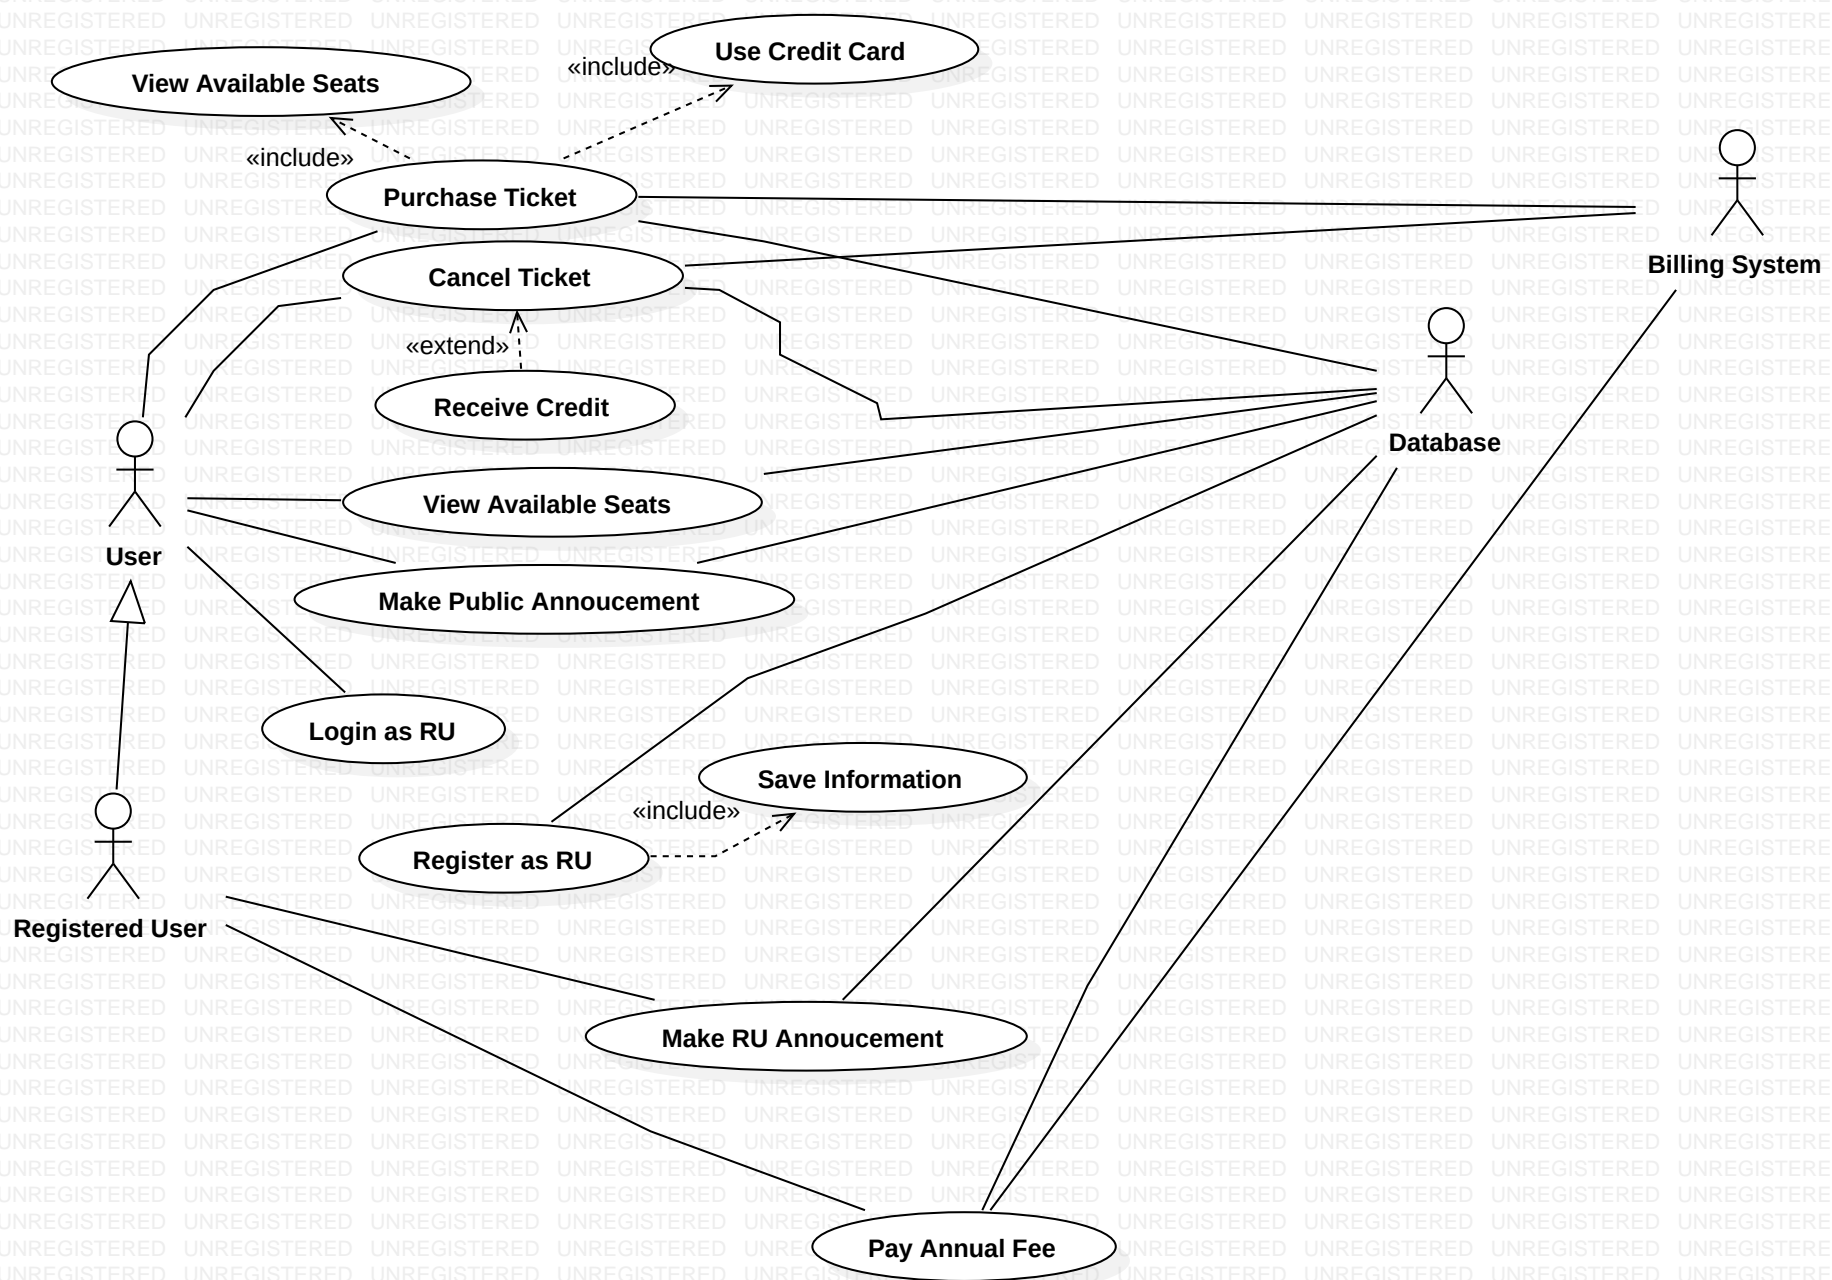 Use Credit Card
«include»
View Available Seats
«include»
Purchase Ticket
Billing System
Cancel Ticket
«extend»
Receive Credit
Database
View Available Seats
User
Make Public Annoucement
Login as RU
Save Information
«include»
Register as RU
Registered User
Make RU Annoucement
Pay Annual Fee
UNREGISTERED